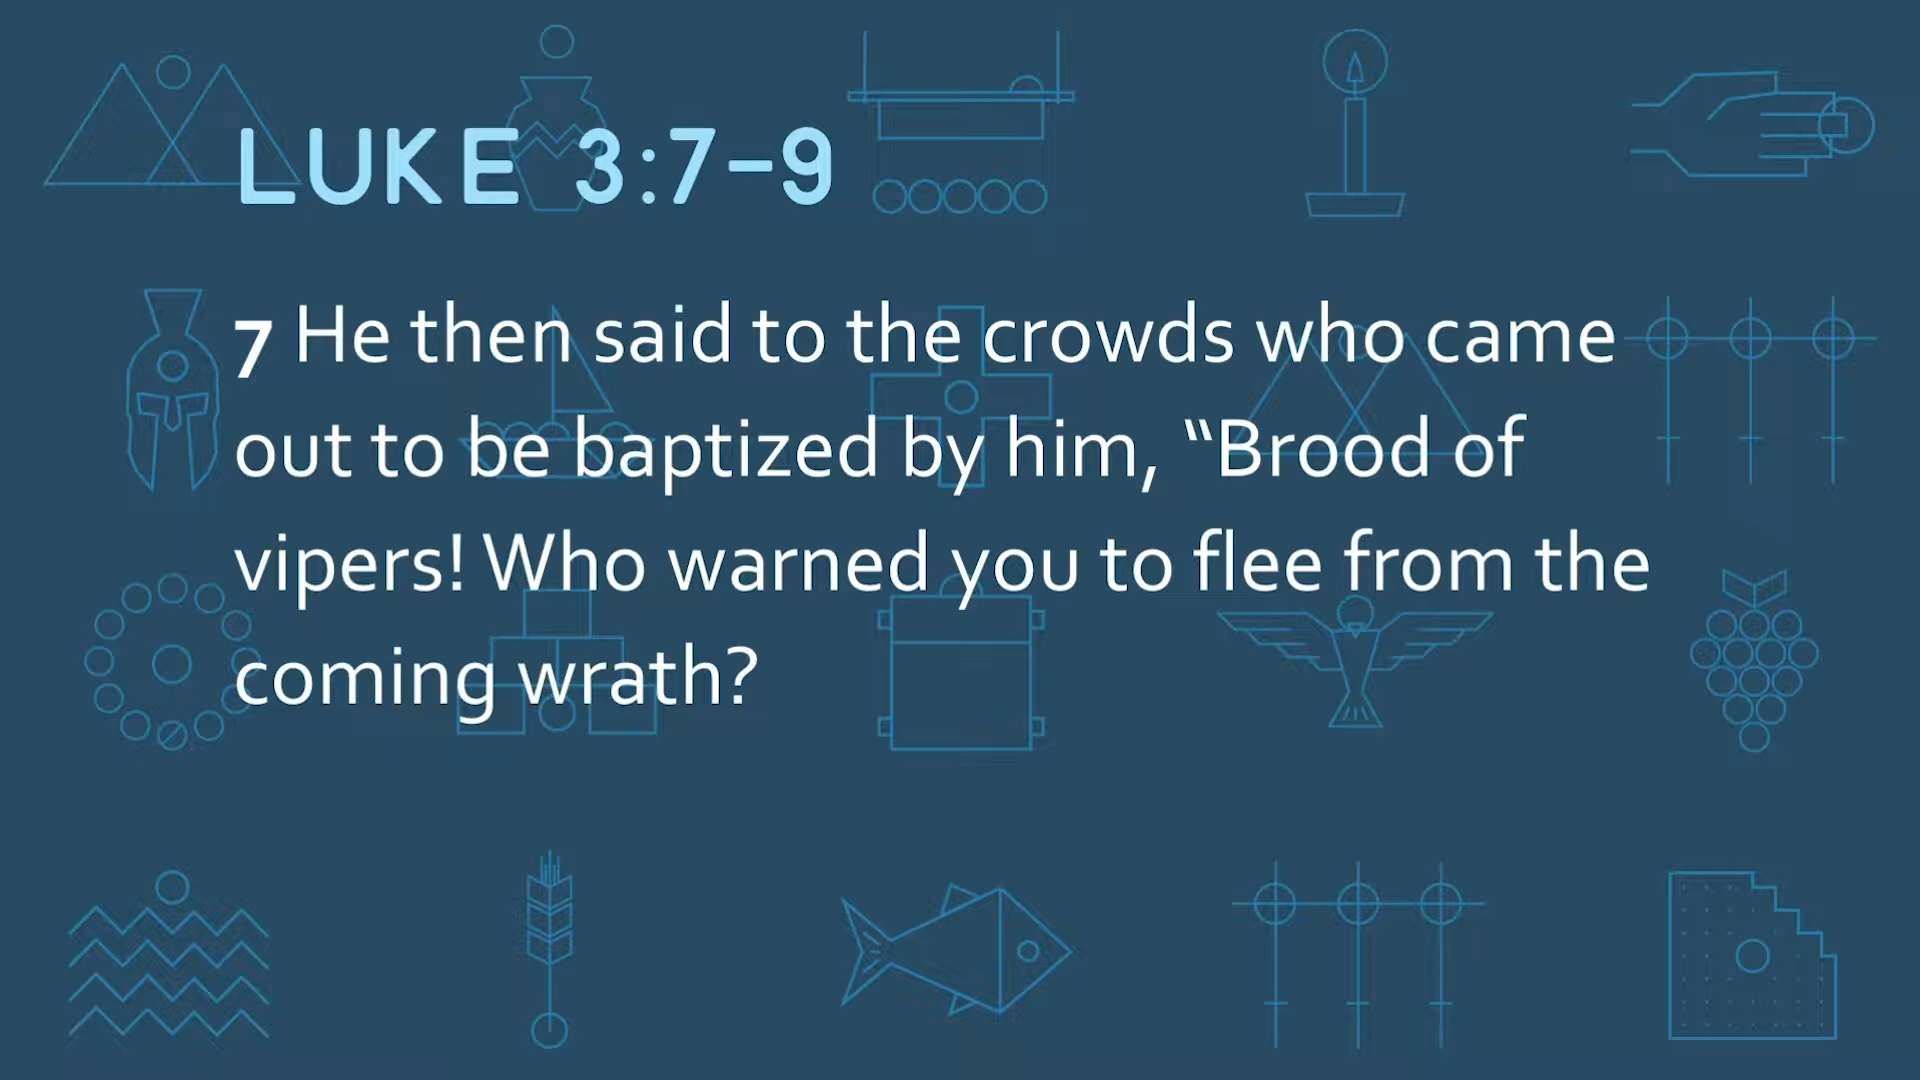 LUKE 3:7-9
7 He then said to the crowds who came
out to be baptized by him, “Brood of
vipers! Who warned you to flee from the
coming wrath?